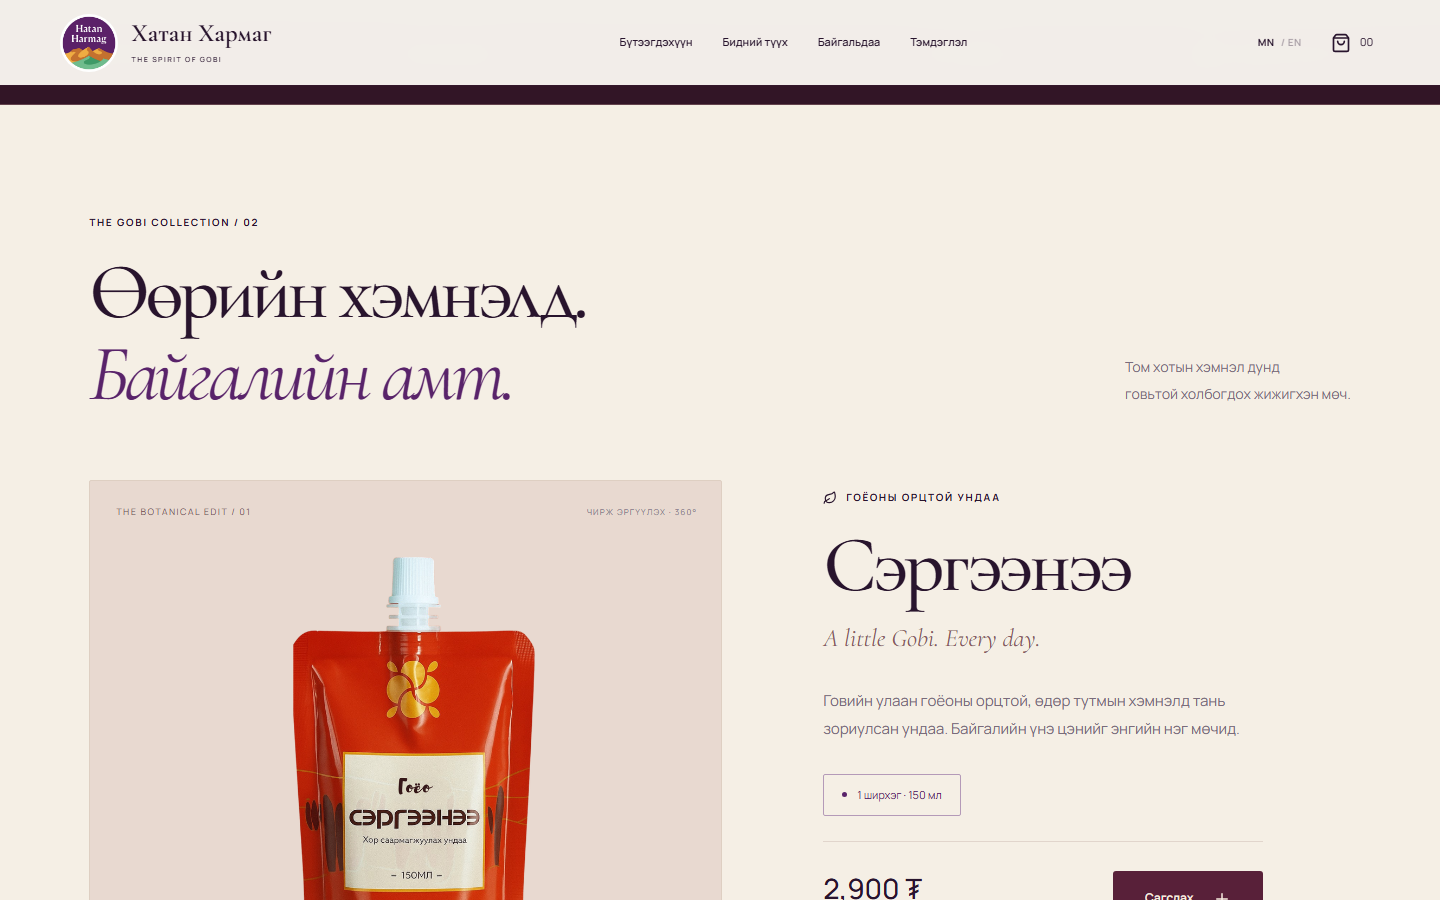 Hatan
Harmag
Хатан Хармаг
THE SPIRIT OF GOBI
Бүтээгдэхүүн
Бидний түүх
Байгальдаа
Тэмдэглэл
MN / EN
00
THE GOBI COLLECTION / 02
Өөрийн хэмнэлд.
Байгалийн амт.
Том хотын хэмнэл дунд
говьтой холбогдох жижигхэн мөч.
THE BOTANICAL EDIT / 01
ЧИРЖ ЭРГҮҮЛЭХ · 360°
Гоёо
сэргээнээ
Хор саармагжуулах ундаа
– 150МЛ –
ГОЁОНЫ ОРЦТОЙ УНДАА
Сэргээнээ
A little Gobi. Every day.
Говийн улаан гоёоны орцтой, өдөр тутмын хэмнэлд тань
зориулсан ундаа. Байгалийн үнэ цэнийг энгийн нэг мөчид.
1 ширхэг · 150 мл
2,900 ₮
Сагслах